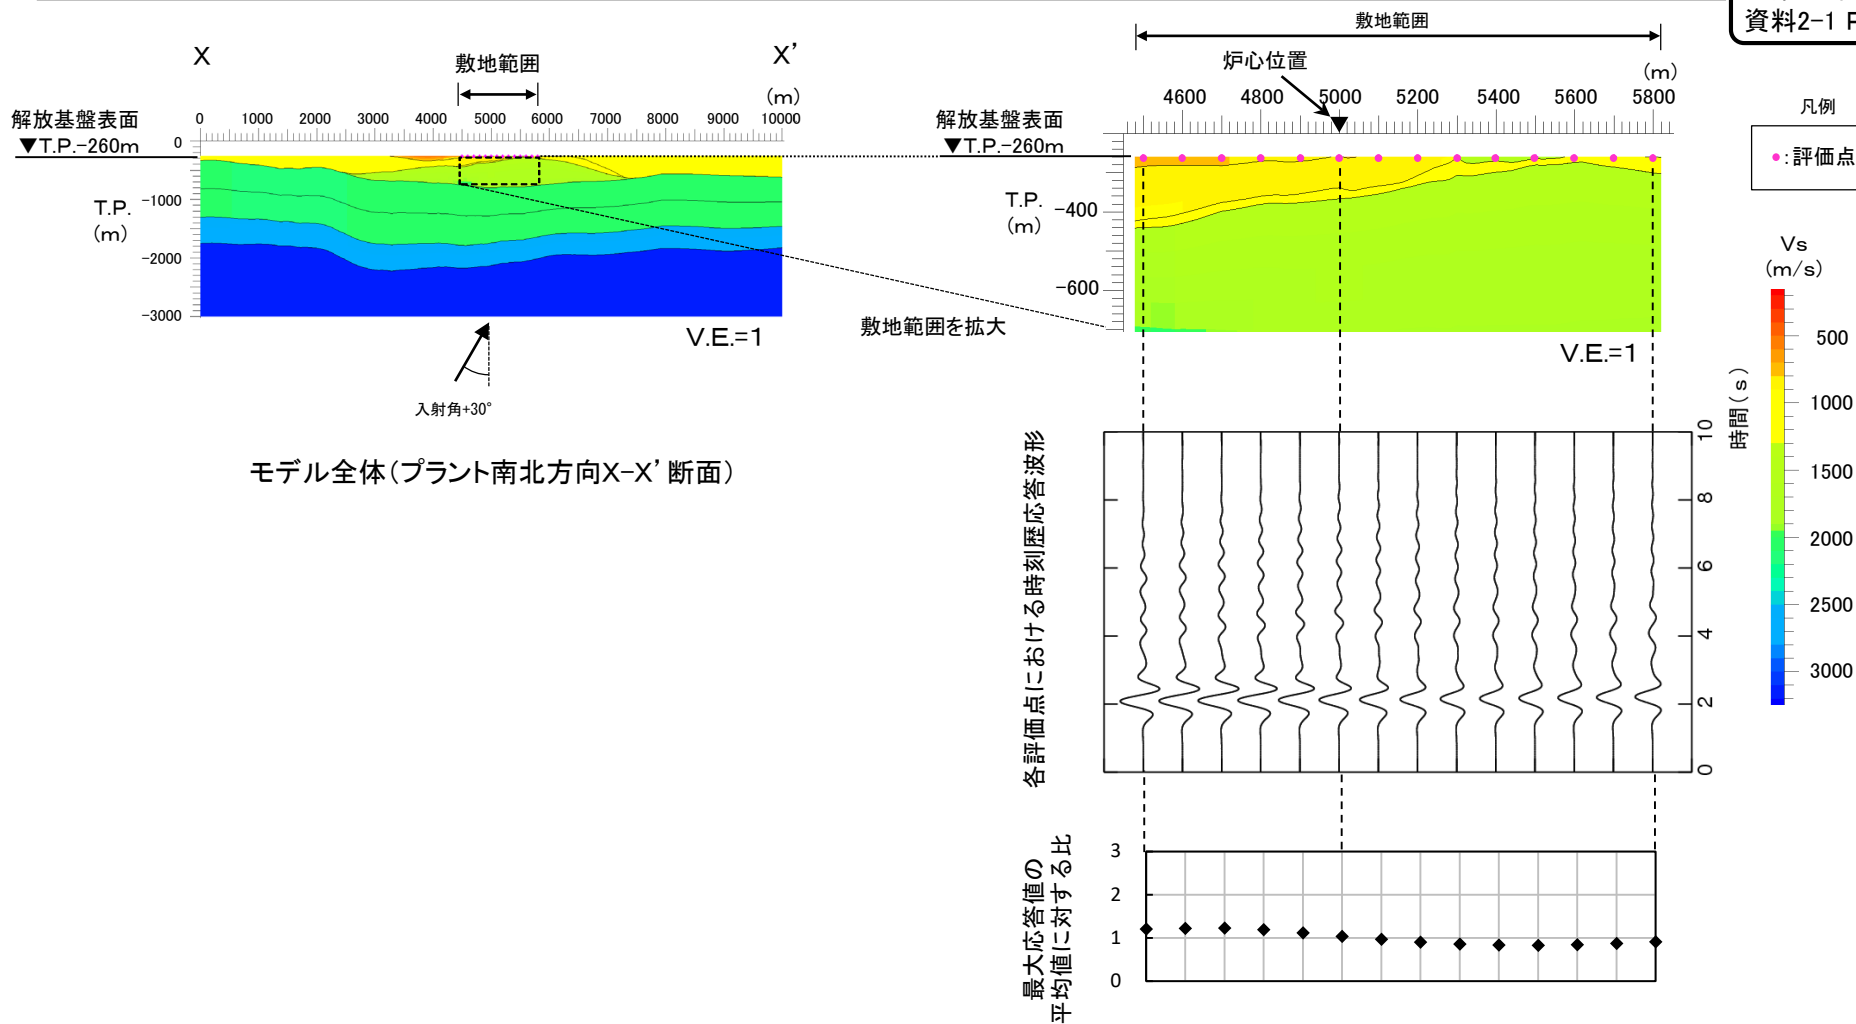 資料2-1 P
X
X'
敷地範囲
(m)
解放基盤表面
▼T.P.-260m
0 1000 2000 3000 4000 5000 6000 7000 8000 9000 10000
0
-1000
-2000
-3000
T.P.
(m)
V.E.=1
入射角+30°
モデル全体(プラント南北方向X-X'断面)
敷地範囲を拡大
敷地範囲
炉心位置
(m)
4600 4800 5000 5200 5400 5600 5800
解放基盤表面
▼T.P.-260m
T.P.
(m)
-400
-600
V.E.=1
凡例
●:評価点
Vs
(m/s)
500
1000
1500
2000
2500
3000
各評価点における時刻歴応答波形
時間(s)
10
8
6
4
2
0
最大応答値の
平均値に対する比
3
2
1
0